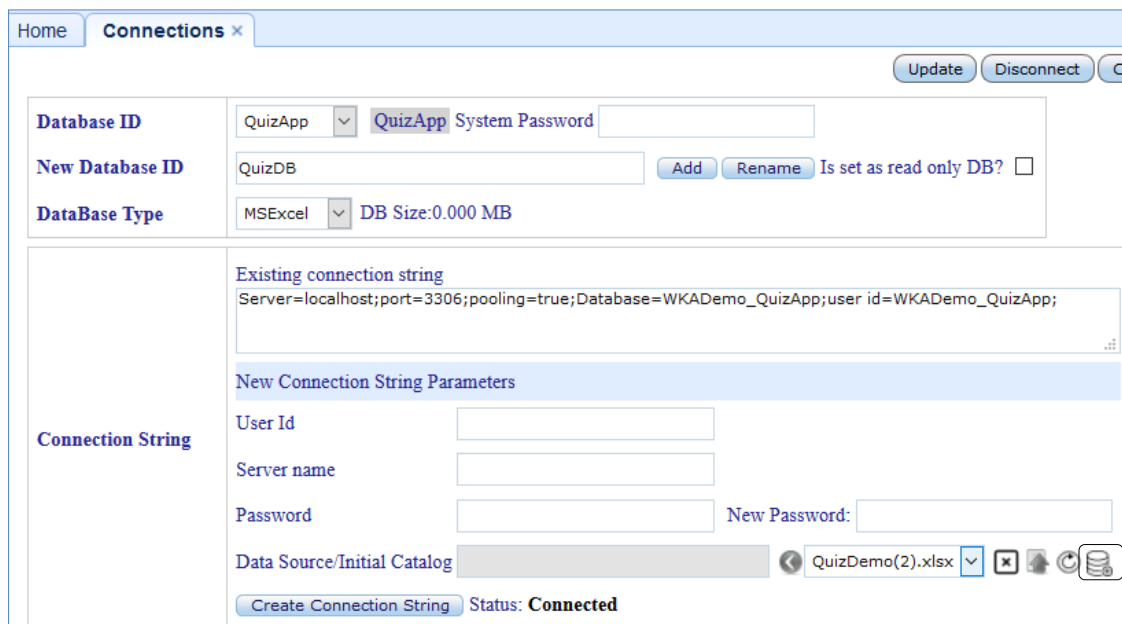 Home Connections ×
Update Disconnect C
Database ID QuizApp QuizApp System Password
New Database ID QuizDB Add Rename Is set as read only DB?
DataBase Type MSExcel DB Size:0.000 MB
Existing connection string
Server=localhost;port=3306;pooling=true;Database=WKADemo_QuizApp;user id=WKADemo_QuizApp;
New Connection String Parameters
User Id
Connection String
Server name
Password New Password:
Data Source/Initial Catalog QuizDemo(2).xlsx
Create Connection String Status: Connected